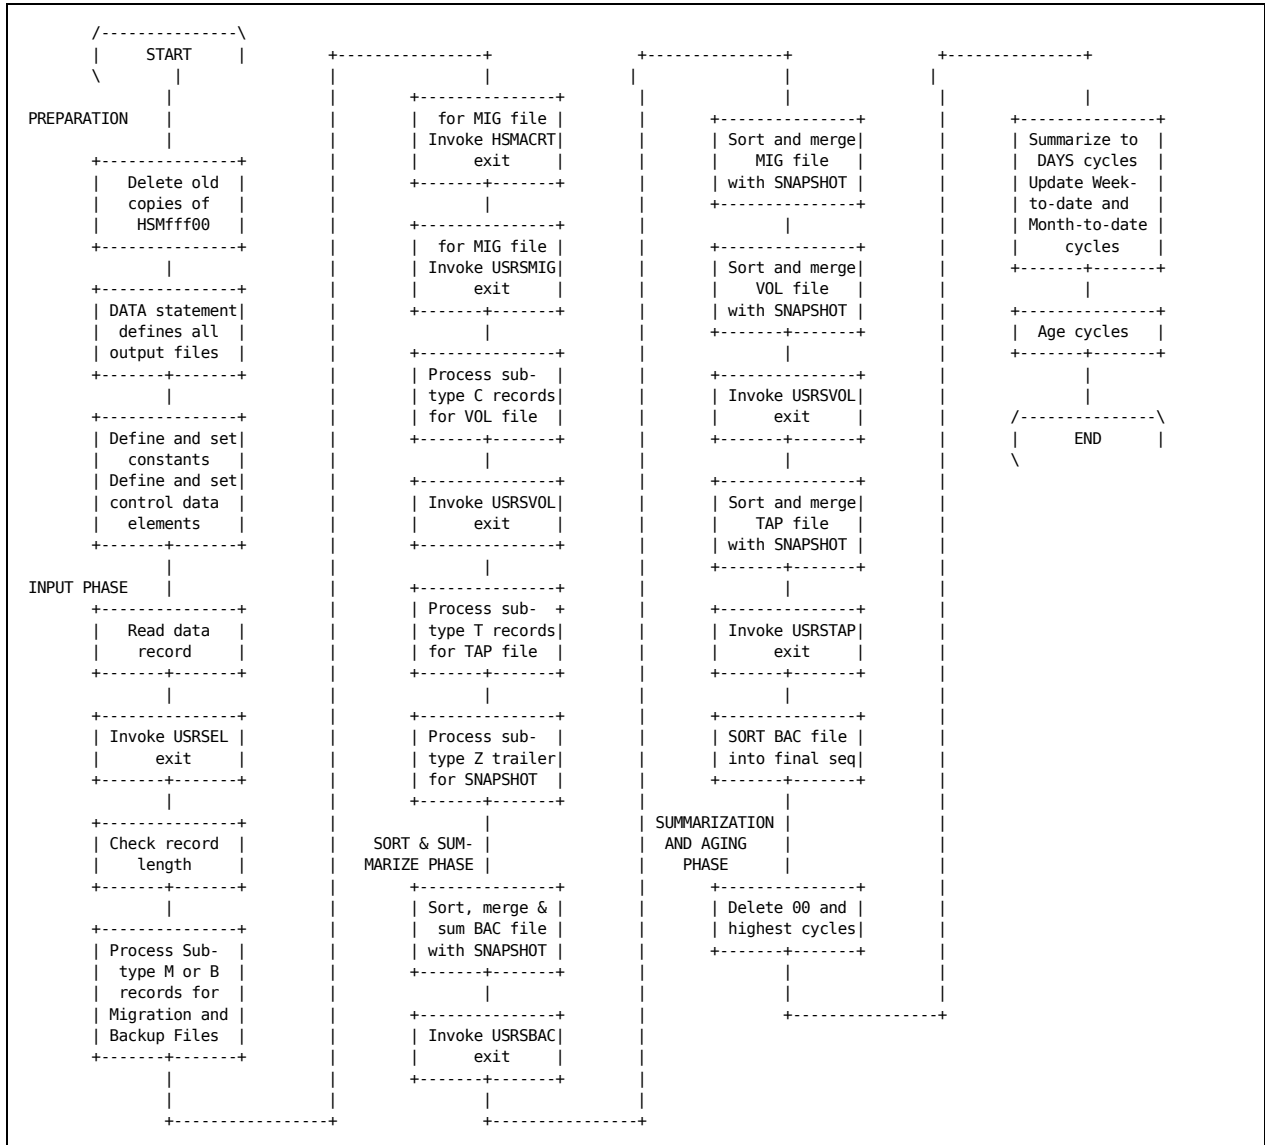 START
PREPARATION
Delete old
copies of
HSMfff00
DATA statement
defines all
output files
Define and set
constants
Define and set
control data
elements
INPUT PHASE
Read data
record
Invoke USRSEL
exit
Check record
length
Process Sub-
type M or B
records for
Migration and
Backup Files
for MIG file
Invoke HSMACRT
exit
for MIG file
Invoke USRSMIG
exit
Process sub-
type C records
for VOL file
Invoke USRSVOL
exit
Process sub-
type T records
for TAP file
Process sub-
type Z trailer
for SNAPSHOT
SORT & SUM-
MARIZE PHASE
Sort, merge &
sum BAC file
with SNAPSHOT
Invoke USRSBAC
exit
Sort and merge
MIG file
with SNAPSHOT
Sort and merge
VOL file
with SNAPSHOT
Invoke USRSVOL
exit
Sort and merge
TAP file
with SNAPSHOT
Invoke USRSTAP
exit
SORT BAC file
into final seq
SUMMARIZATION
AND AGING
PHASE
Delete 00 and
highest cycles
Summarize to
DAYS cycles
Update Week-
to-date and
Month-to-date
cycles
Age cycles
END